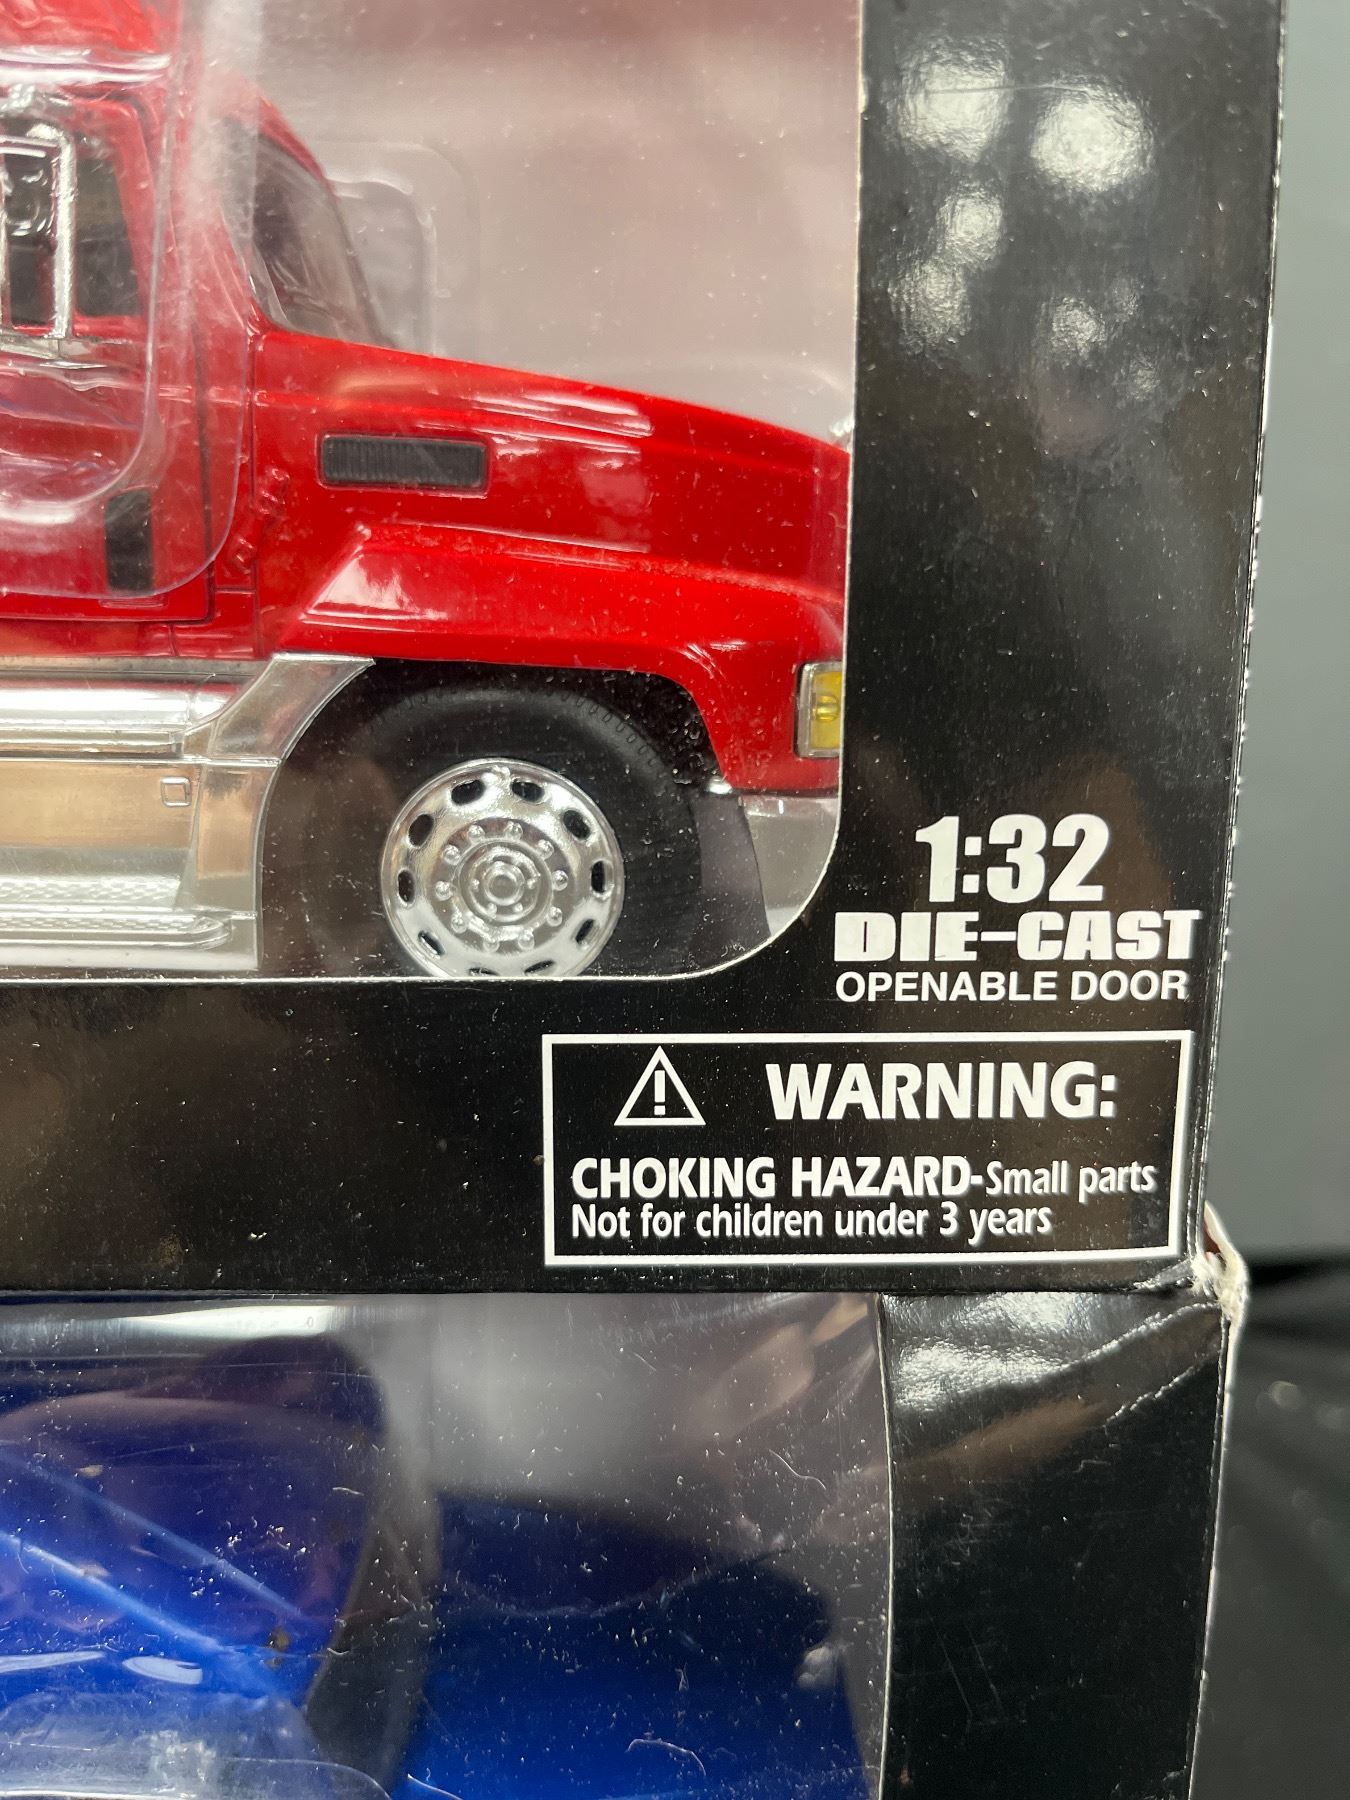 1:32
DIE-CAST
OPENABLE DOOR
WARNING:
CHOKING HAZARD-Small parts
Not for children under 3 years